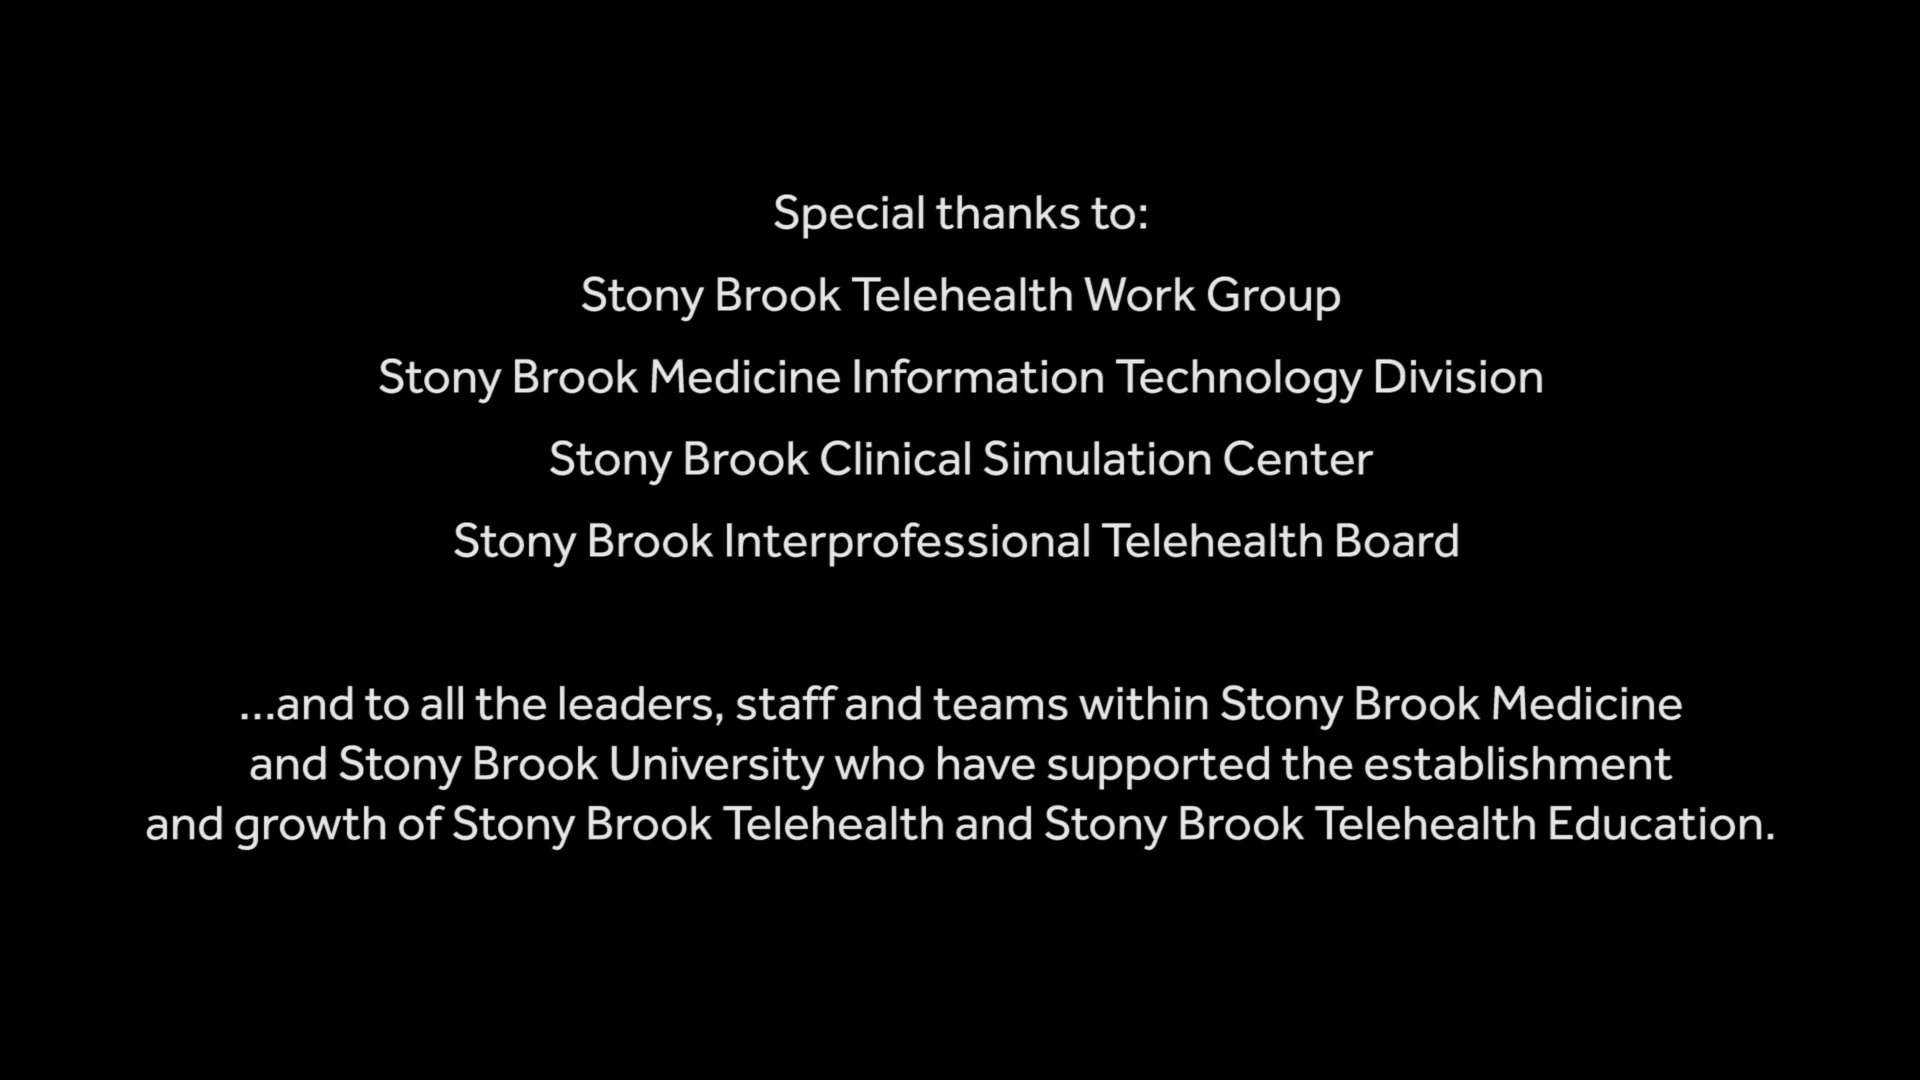 Special thanks to:
Stony Brook Telehealth Work Group
Stony Brook Medicine Information Technology Division
Stony Brook Clinical Simulation Center
Stony Brook Interprofessional Telehealth Board
...and to all the leaders, staff and teams within Stony Brook Medicine
and Stony Brook University who have supported the establishment
and growth of Stony Brook Telehealth and Stony Brook Telehealth Education.